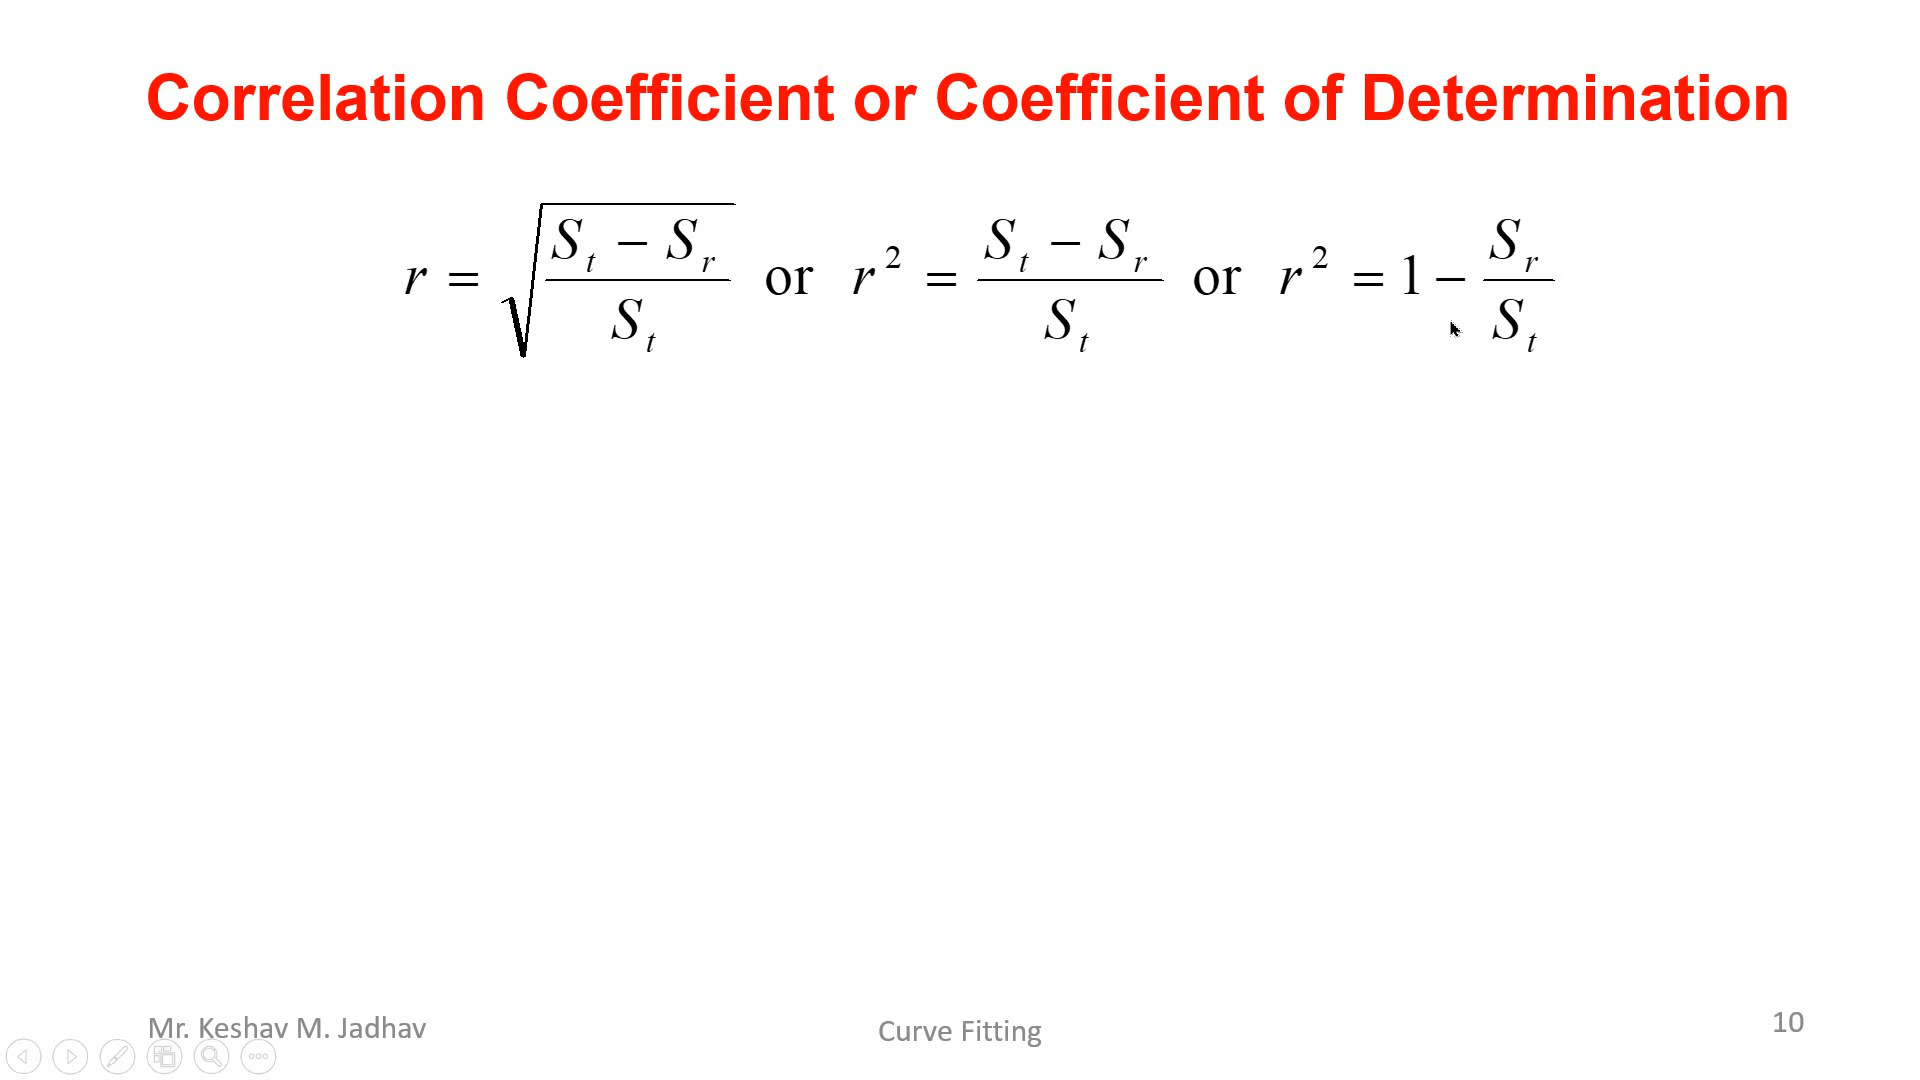 Correlation Coefficient or Coefficient of Determination
r = √((S_t − S_r) / S_t) or r² = (S_t − S_r) / S_t or r² = 1 − S_r / S_t
Mr. Keshav M. Jadhav
Curve Fitting
10